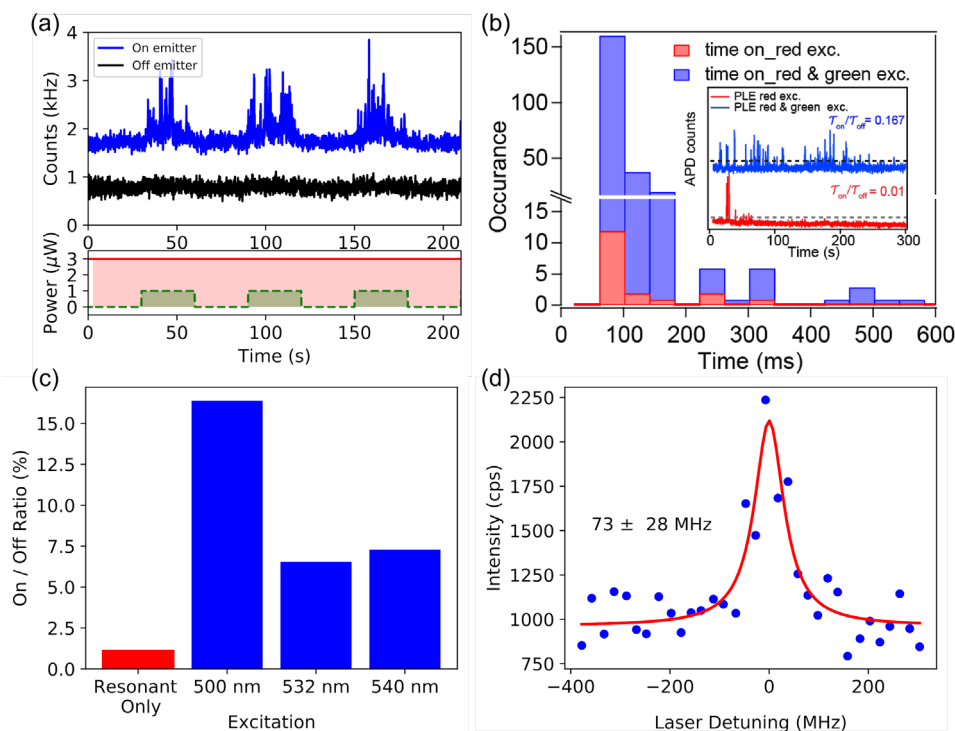 (a)
4
3
2
1
0
Counts (kHz)
On emitter
Off emitter
0 50 100 150 200
3
2
1
0
Power (μW)
0 50 100 150 200
Time (s)
(b)
150
100
50
15
10
5
0
Occurance
time on_red exc.
time on_red & green exc.
PLE red exc.
PLE red & green exc.
APD counts
τon/τoff= 0.167
τon/τoff= 0.01
0 100 200 300
Time (s)
0 100 200 300 400 500 600
Time (ms)
(c)
15.0
12.5
10.0
7.5
5.0
2.5
0.0
On / Off Ratio (%)
Resonant
Only
500 nm 532 nm 540 nm
Excitation
(d)
2250
2000
1750
1500
1250
1000
750
Intensity (cps)
73 ± 28 MHz
−400 −200 0 200
Laser Detuning (MHz)